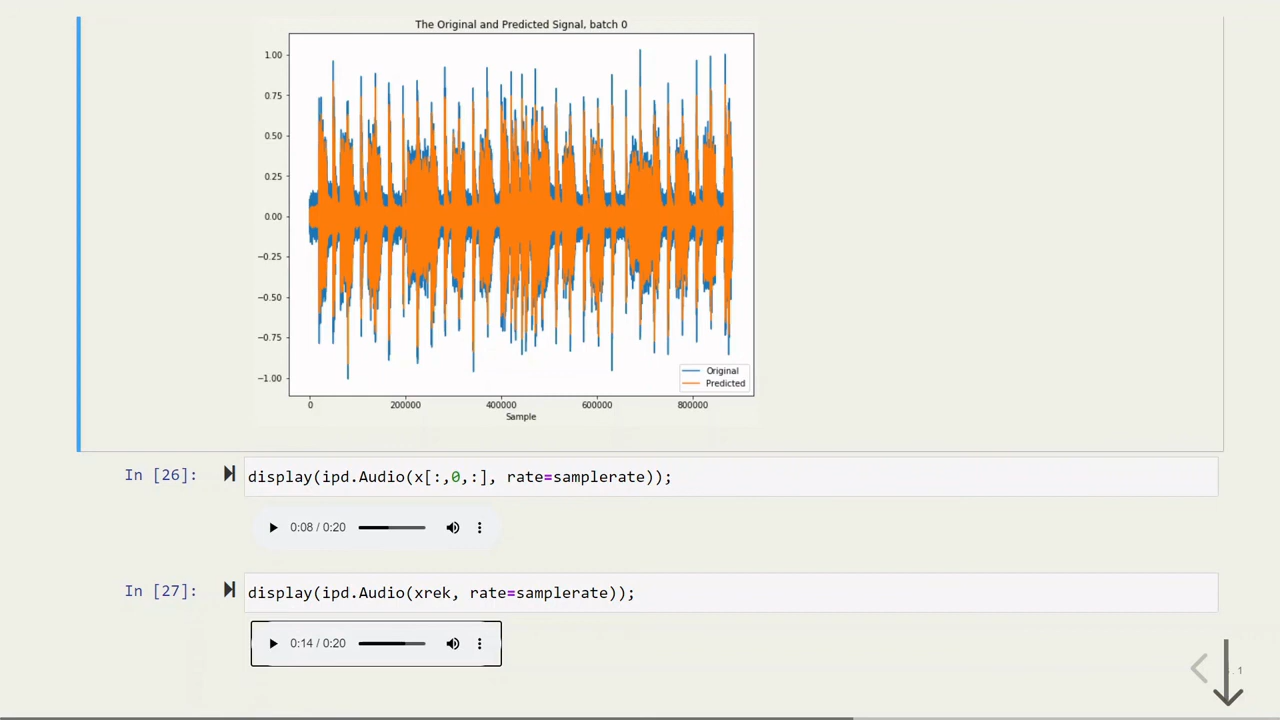 The Original and Predicted Signal, batch 0
1.00
0.75
0.50
0.25
0.00
−0.25
−0.50
−0.75
−1.00
Original
Predicted
0 200000 400000 600000 800000
Sample
In [26]: display(ipd.Audio(x[:,0,:], rate=samplerate));
0:08 / 0:20
In [27]: display(ipd.Audio(xrek, rate=samplerate));
0:14 / 0:20
. 1